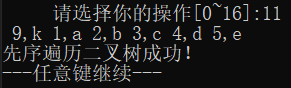 请选择你的操作[0~16]:11
9,k 1,a 2,b 3,c 4,d 5,e
先序遍历二叉树成功!
---任意键继续---